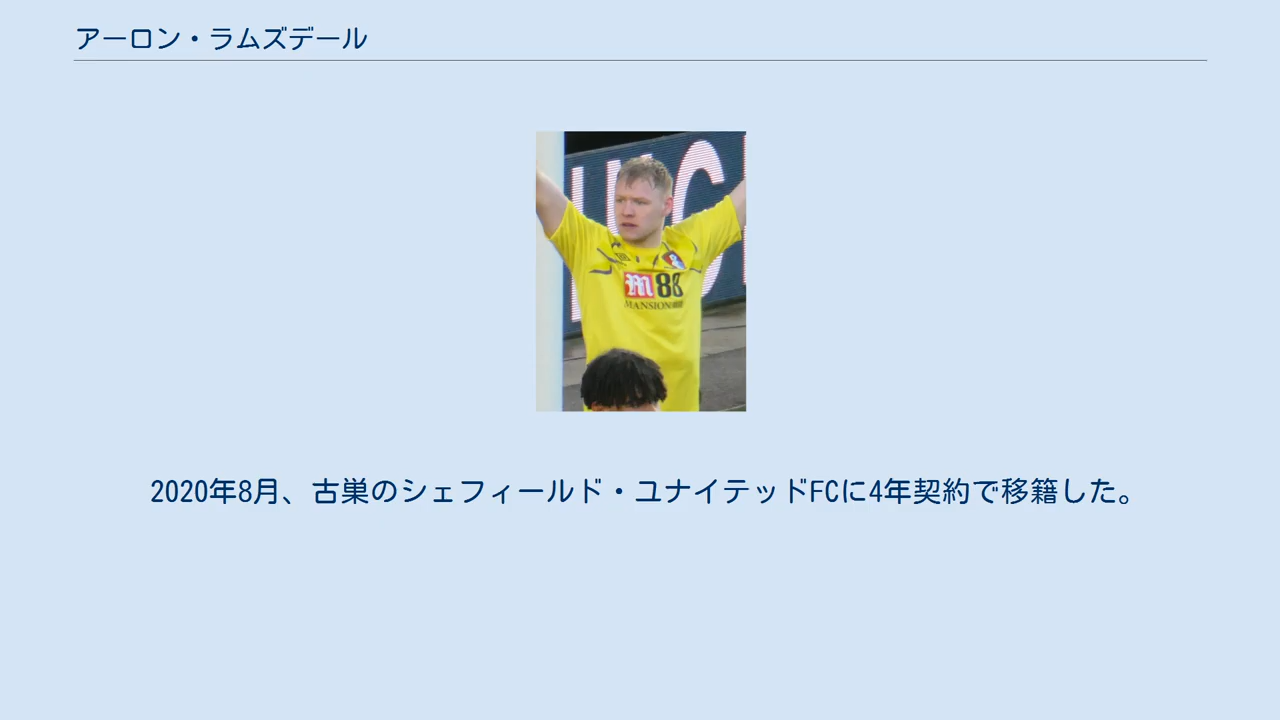 アーロン・ラムズデール
M88
MANSION88
2020年8月、古巣のシェフィールド・ユナイテッドFCに4年契約で移籍した。